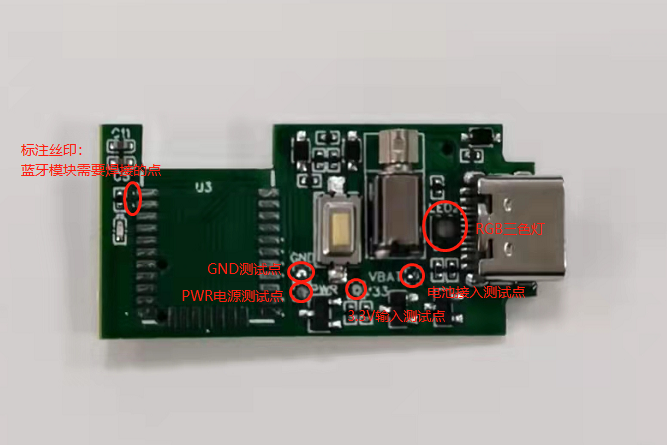 C11
标注丝印:
蓝牙模块需要焊接的点
U3
LED2
RGB三色灯
GND
GND测试点
VBAT
PWR电源测试点
PWR
V33
电池接入测试点
3.3V输入测试点